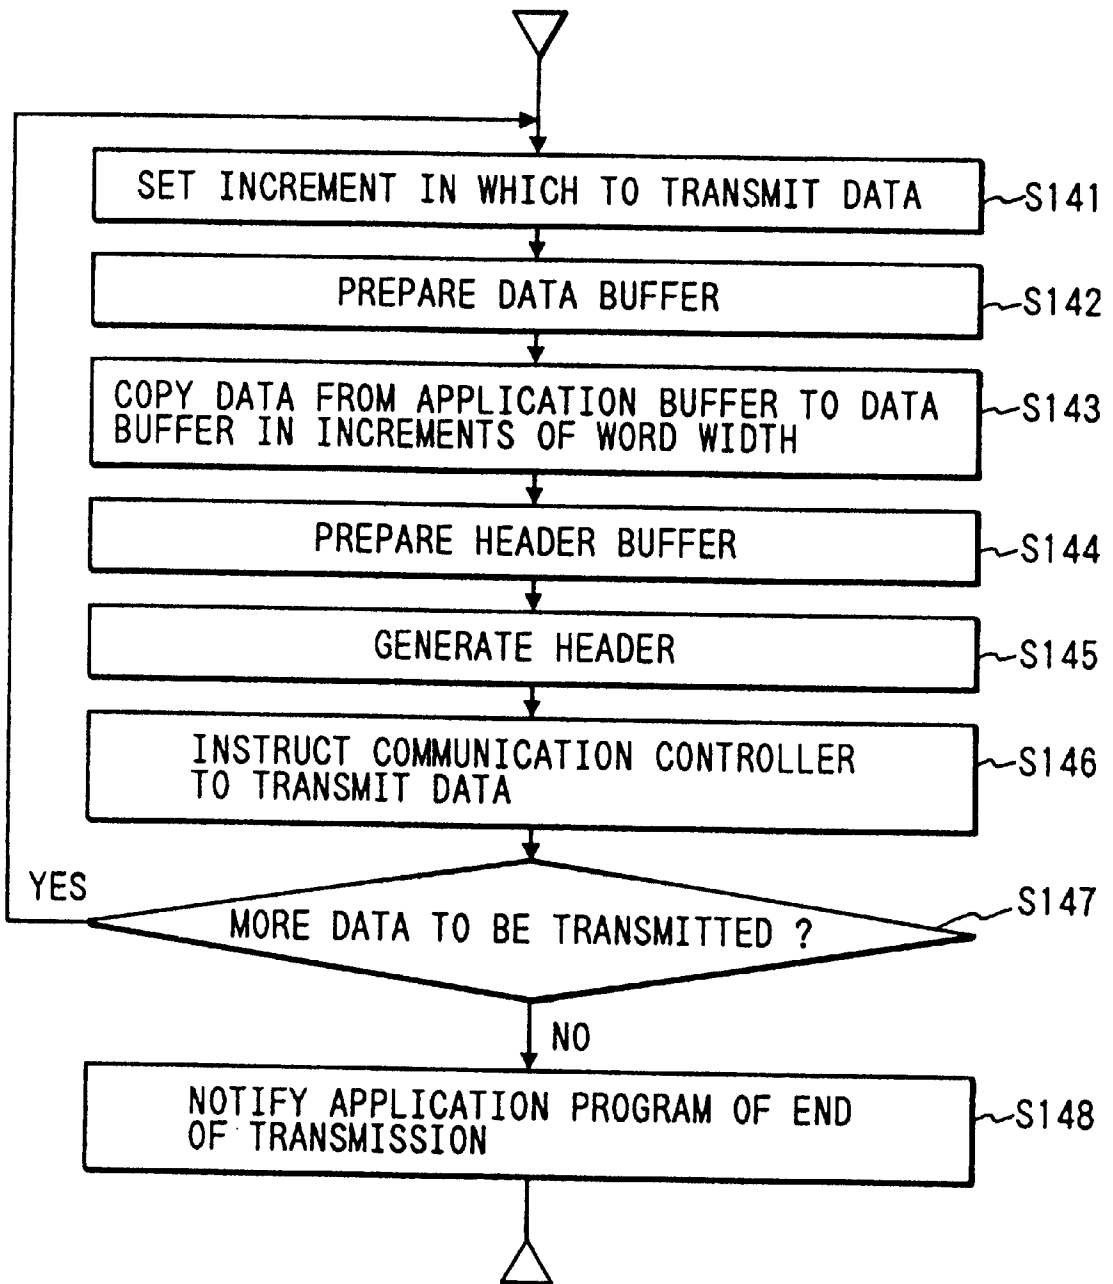 SET INCREMENT IN WHICH TO TRANSMIT DATA
S141
PREPARE DATA BUFFER
S142
COPY DATA FROM APPLICATION BUFFER TO DATA
BUFFER IN INCREMENTS OF WORD WIDTH
S143
PREPARE HEADER BUFFER
S144
GENERATE HEADER
S145
INSTRUCT COMMUNICATION CONTROLLER
TO TRANSMIT DATA
S146
YES
MORE DATA TO BE TRANSMITTED ?
S147
NO
NOTIFY APPLICATION PROGRAM OF END
OF TRANSMISSION
S148